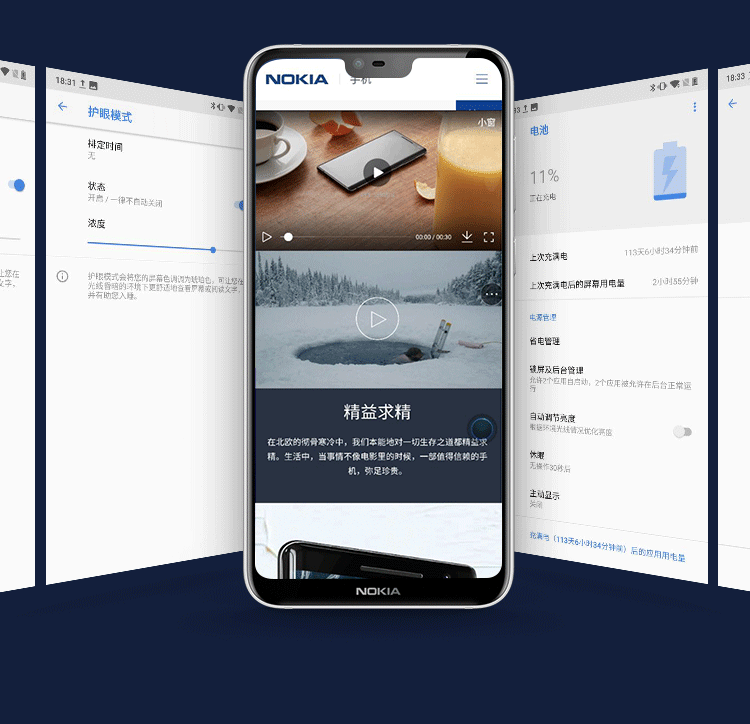 18:31
护眼模式
排定时间
无
状态
开启 / 一律不自动关闭
浓度
护眼模式会将您的屏幕色调调为琥珀色，可让您在
光线昏暗的环境下更舒适地查看屏幕或阅读文字，
并有助您入睡。
让您在
文字，
NOKIA
手机
小窗
00:00 / 00:30
精益求精
在北欧的彻骨寒冷中，我们本能地对一切生存之道都精益求
精。生活中，当事情不像电影里的时候，一部值得信赖的手
机，弥足珍贵。
NOKIA
33
电池
11%
正在充电
上次充满电
113天6小时34分钟前
上次充满电后的屏幕用电量
2小时55分钟
电源管理
省电管理
锁屏及后台管理
允许2个应用自启动，2个应用被允许在后台正常运
行
自动调节亮度
根据环境光线情况优化亮度
休眠
无操作30秒后
主动显示
关闭
充满电（113天6小时34分钟前）后的应用用电量
18:33